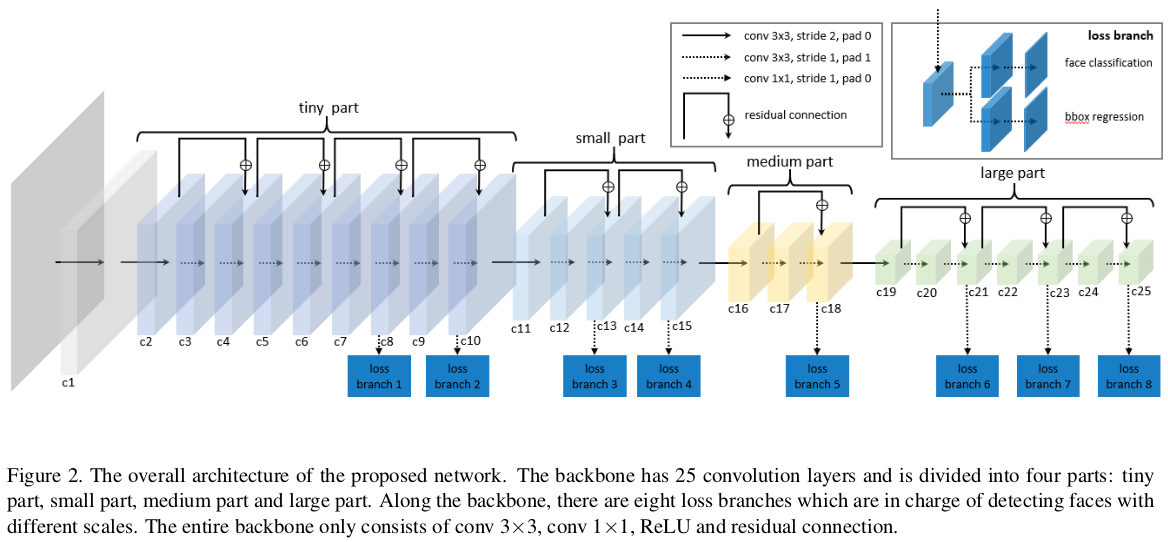 conv 3x3, stride 2, pad 0
conv 3x3, stride 1, pad 1
conv 1x1, stride 1, pad 0
residual connection
loss branch
face classification
bbox regression
tiny part
small part
medium part
large part
c1
c2
c3
c4
c5
c6
c7
c8
c9
c10
c11
c12
c13
c14
c15
c16
c17
c18
c19
c20
c21
c22
c23
c24
c25
loss
branch 1
loss
branch 2
loss
branch 3
loss
branch 4
loss
branch 5
loss
branch 6
loss
branch 7
loss
branch 8
Figure 2. The overall architecture of the proposed network. The backbone has 25 convolution layers and is divided into four parts: tiny
part, small part, medium part and large part. Along the backbone, there are eight loss branches which are in charge of detecting faces with
different scales. The entire backbone only consists of conv 3×3, conv 1×1, ReLU and residual connection.